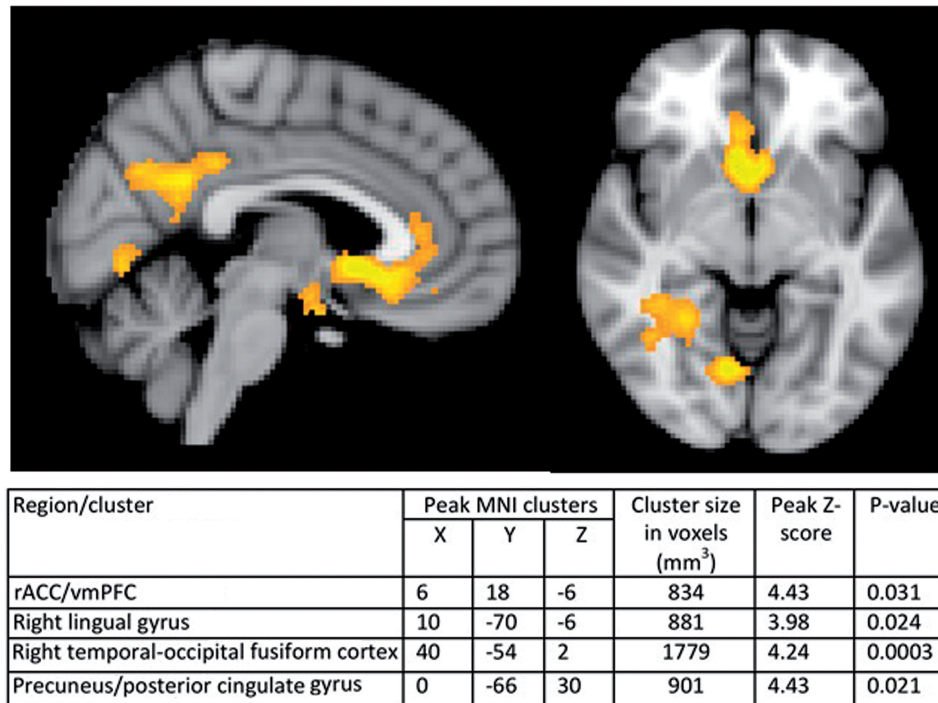 Region/cluster Peak MNI clusters Cluster size in voxels (mm³) Peak Z-score P-value
X Y Z
rACC/vmPFC 6 18 -6 834 4.43 0.031
Right lingual gyrus 10 -70 -6 881 3.98 0.024
Right temporal-occipital fusiform cortex 40 -54 2 1779 4.24 0.0003
Precuneus/posterior cingulate gyrus 0 -66 30 901 4.43 0.021